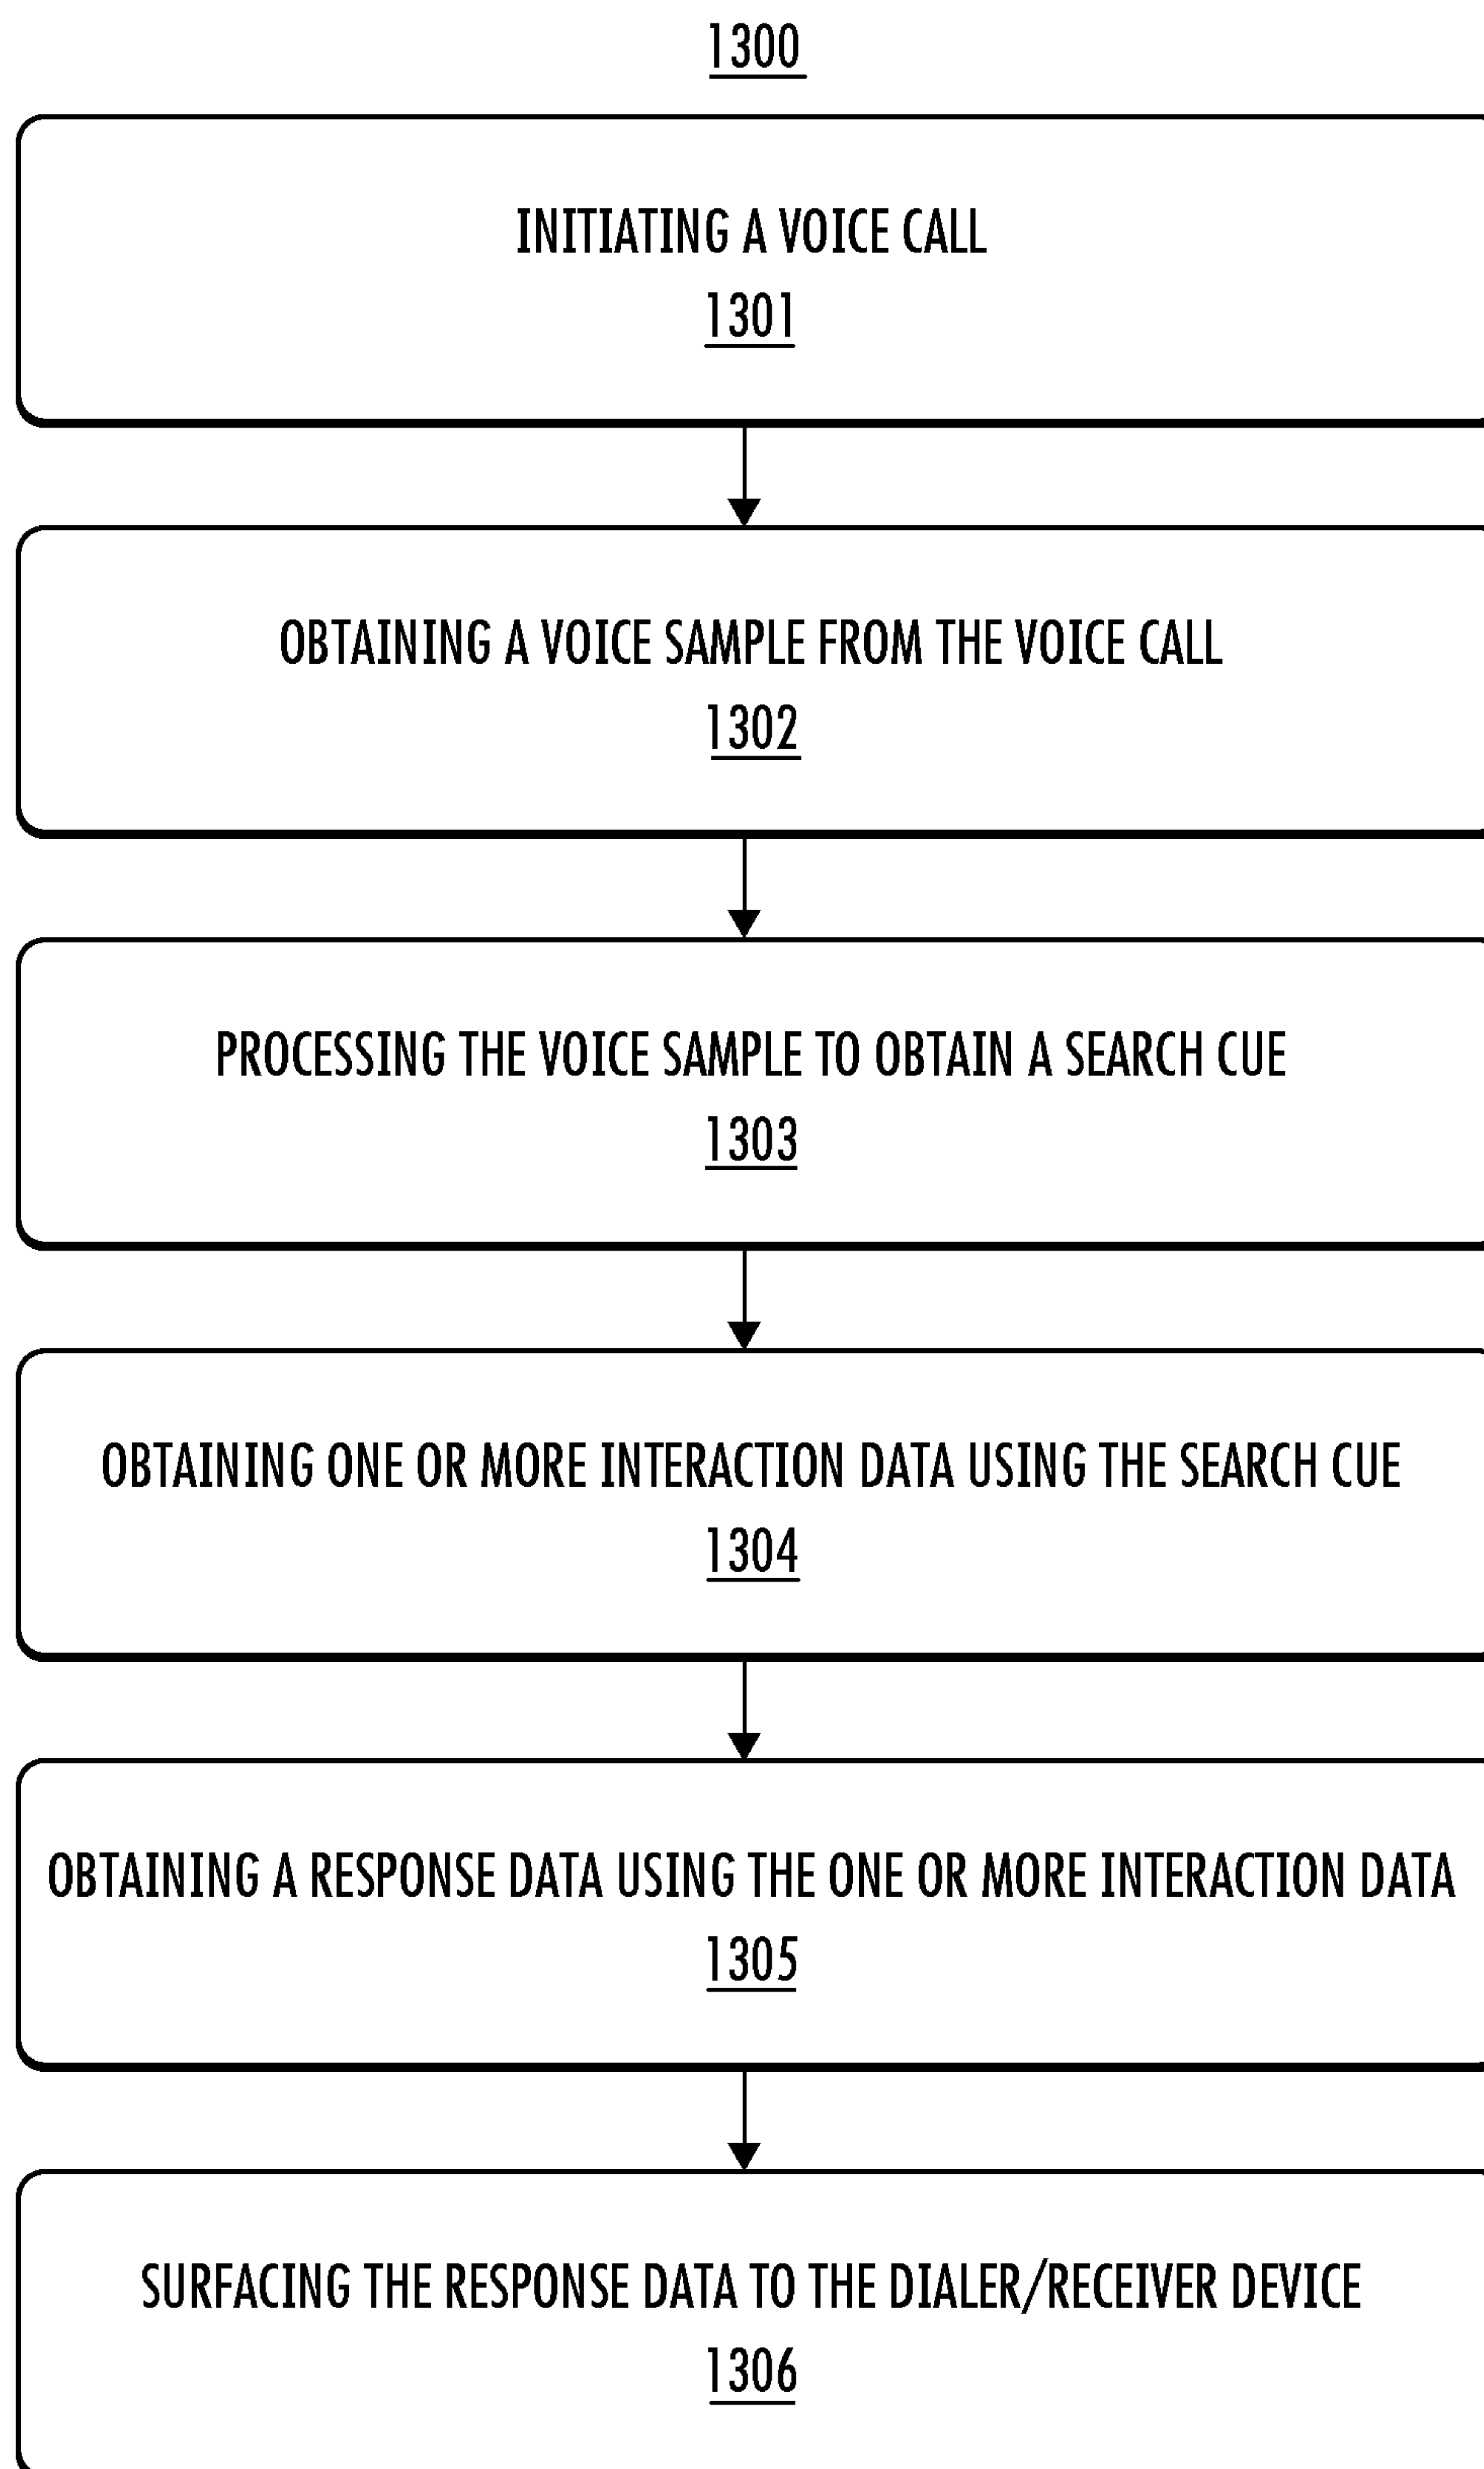 1300
INITIATING A VOICE CALL
1301
OBTAINING A VOICE SAMPLE FROM THE VOICE CALL
1302
PROCESSING THE VOICE SAMPLE TO OBTAIN A SEARCH CUE
1303
OBTAINING ONE OR MORE INTERACTION DATA USING THE SEARCH CUE
1304
OBTAINING A RESPONSE DATA USING THE ONE OR MORE INTERACTION DATA
1305
SURFACING THE RESPONSE DATA TO THE DIALER/RECEIVER DEVICE
1306